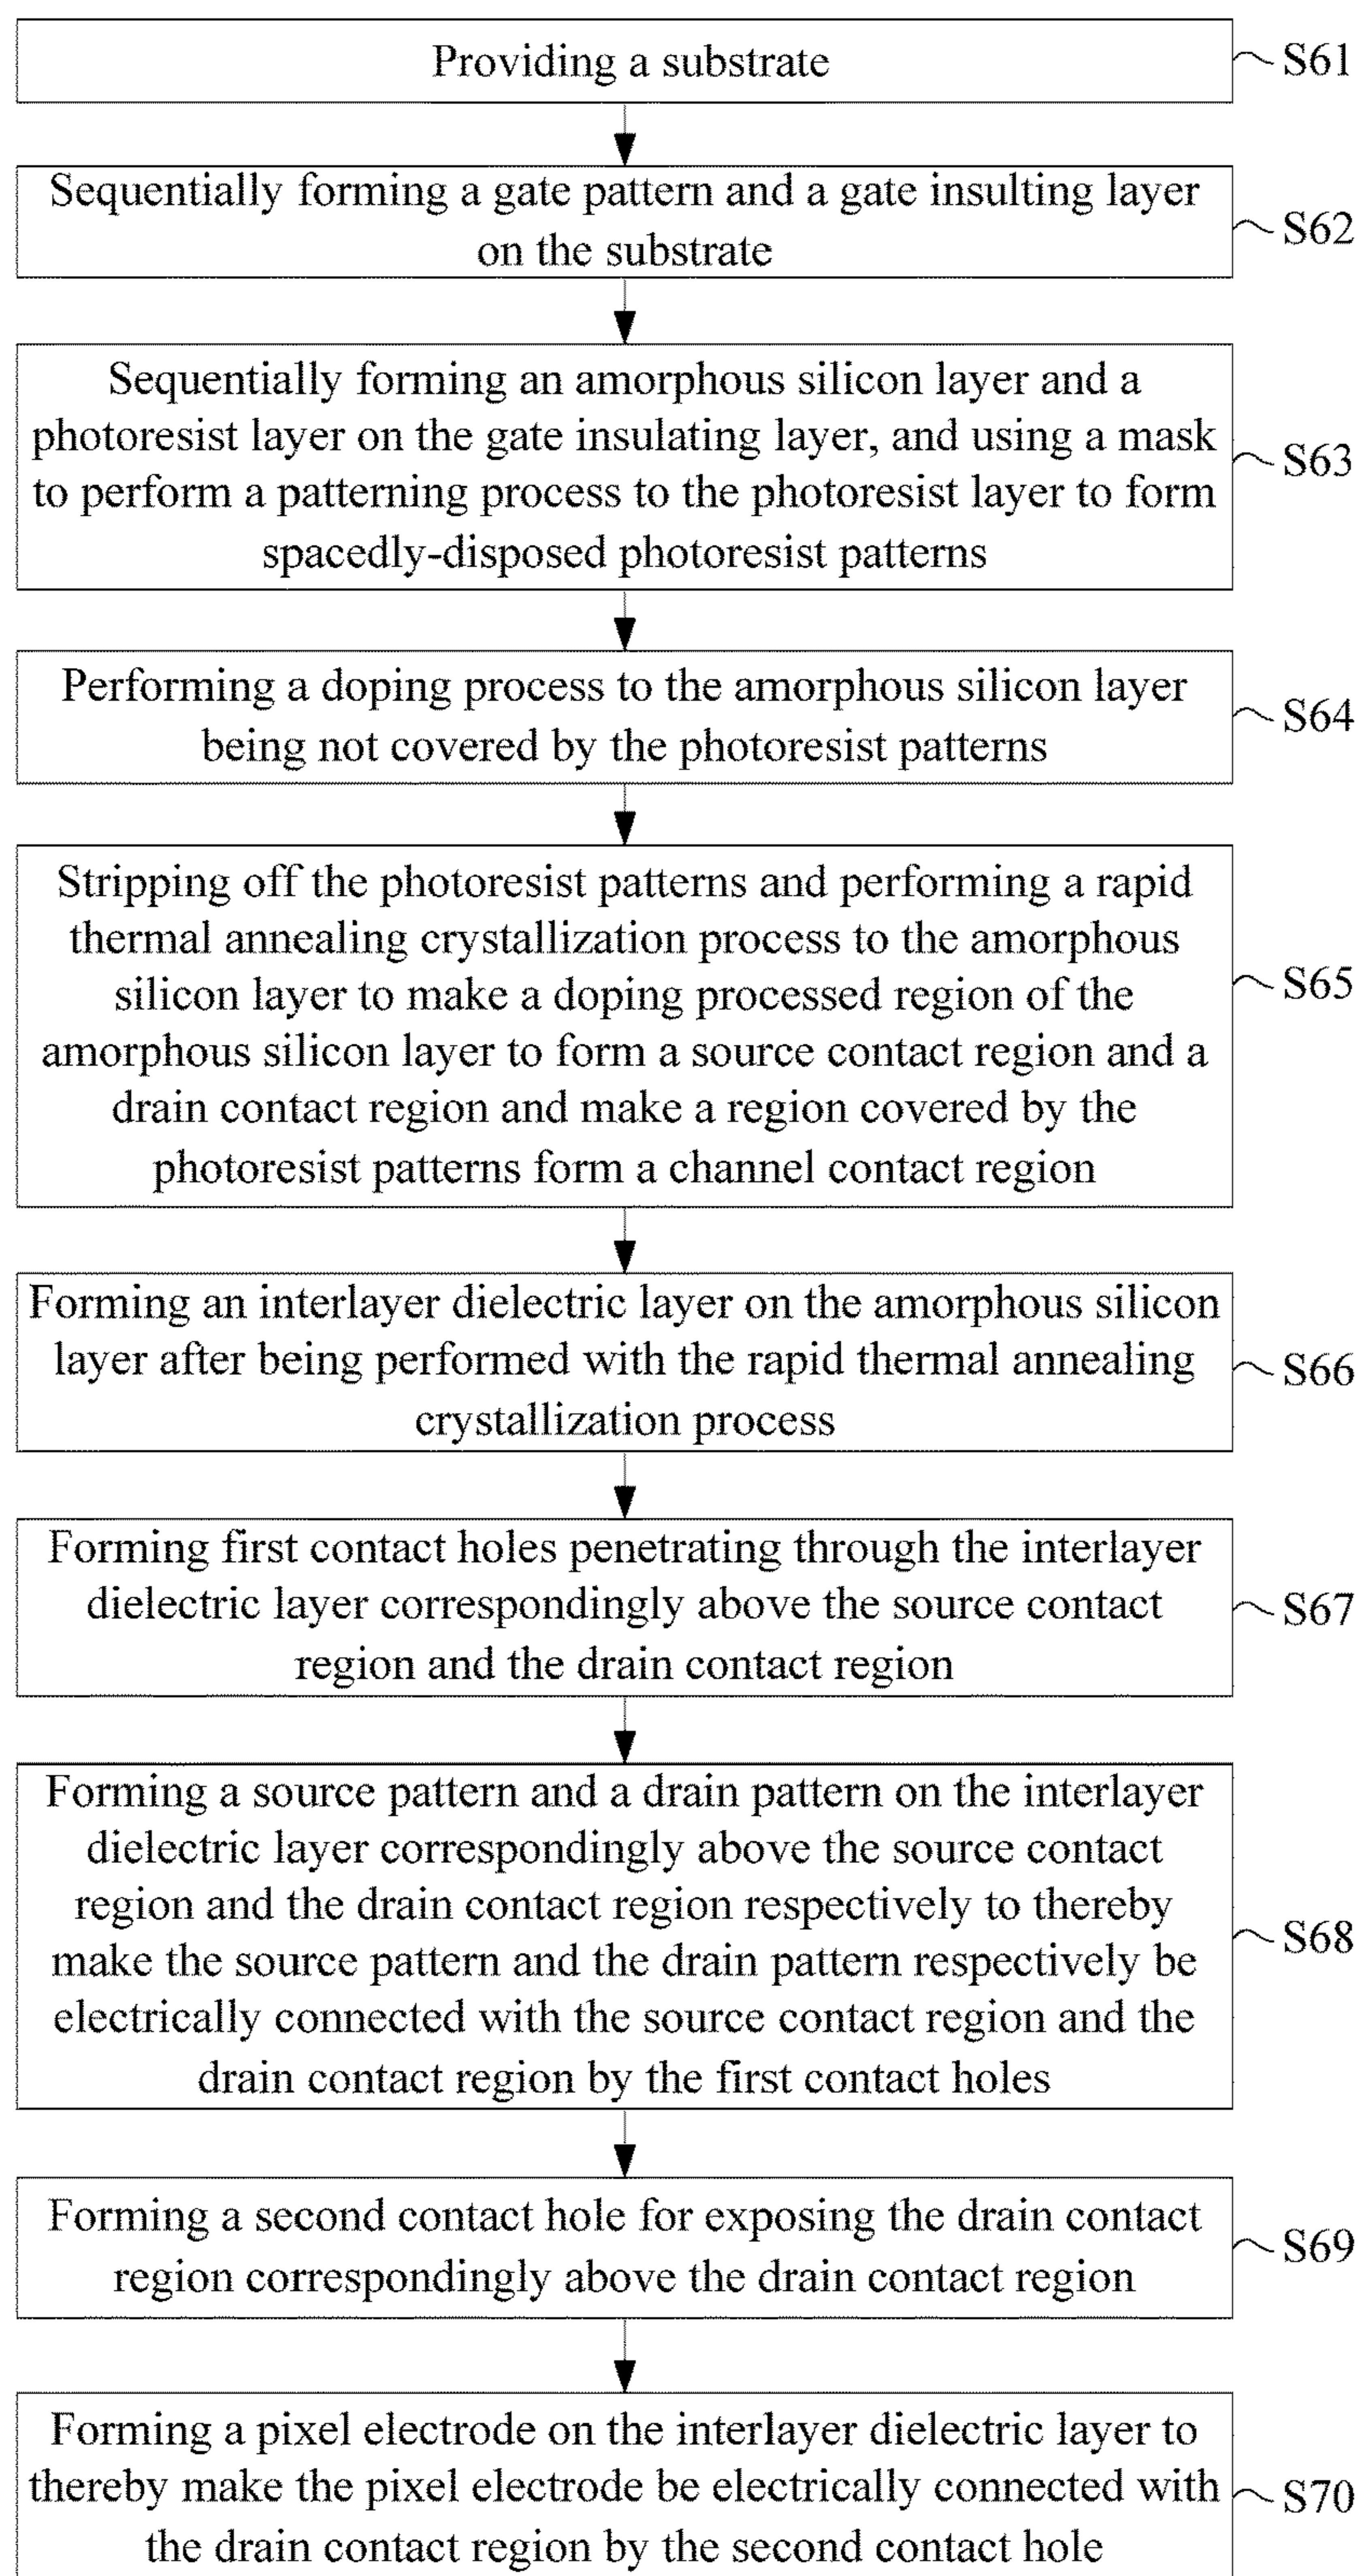 Providing a substrate
S61
Sequentially forming a gate pattern and a gate insulting layer
on the substrate
S62
Sequentially forming an amorphous silicon layer and a
photoresist layer on the gate insulating layer, and using a mask
to perform a patterning process to the photoresist layer to form
spacedly-disposed photoresist patterns
S63
Performing a doping process to the amorphous silicon layer
being not covered by the photoresist patterns
S64
Stripping off the photoresist patterns and performing a rapid
thermal annealing crystallization process to the amorphous
silicon layer to make a doping processed region of the
amorphous silicon layer to form a source contact region and a
drain contact region and make a region covered by the
photoresist patterns form a channel contact region
S65
Forming an interlayer dielectric layer on the amorphous silicon
layer after being performed with the rapid thermal annealing
crystallization process
S66
Forming first contact holes penetrating through the interlayer
dielectric layer correspondingly above the source contact
region and the drain contact region
S67
Forming a source pattern and a drain pattern on the interlayer
dielectric layer correspondingly above the source contact
region and the drain contact region respectively to thereby
make the source pattern and the drain pattern respectively be
electrically connected with the source contact region and the
drain contact region by the first contact holes
S68
Forming a second contact hole for exposing the drain contact
region correspondingly above the drain contact region
S69
Forming a pixel electrode on the interlayer dielectric layer to
thereby make the pixel electrode be electrically connected with
the drain contact region by the second contact hole
S70